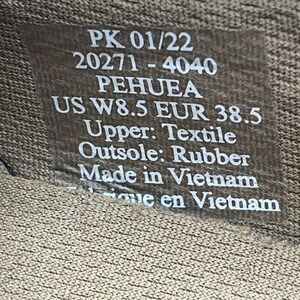 PK 01/22
20271 - 4040
PEHUEA
US W8.5 EUR 38.5
Upper: Textile
Outsole: Rubber
Made in Vietnam
en Vietnam